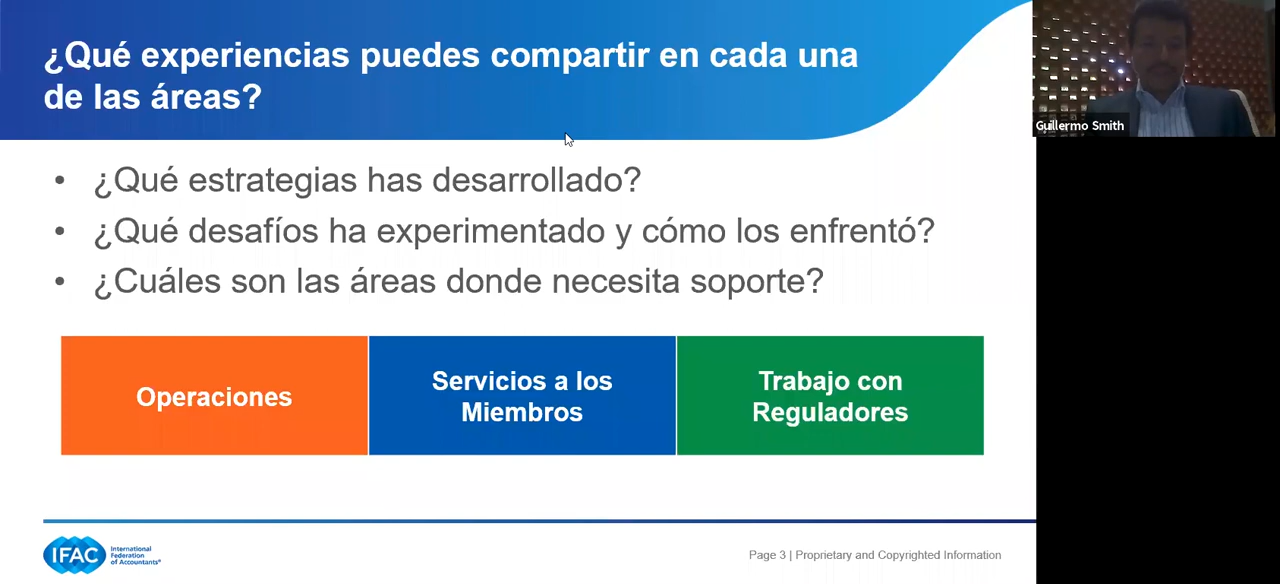 ¿Qué experiencias puedes compartir en cada una
de las áreas?
Guillermo Smith
• ¿Qué estrategias has desarrollado?
• ¿Qué desafíos ha experimentado y cómo los enfrentó?
• ¿Cuáles son las áreas donde necesita soporte?
Operaciones
Servicios a los
Miembros
Trabajo con
Reguladores
IFAC
International
Federation
of Accountants®
Page 3 | Proprietary and Copyrighted Information